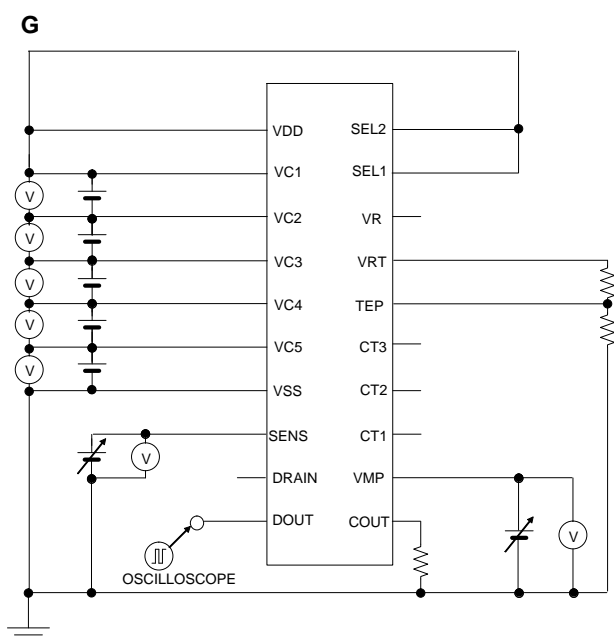 G
VDD
SEL2
VC1
SEL1
V
VC2
VR
V
VC3
VRT
V
VC4
TEP
V
VC5
CT3
V
VSS
CT2
SENS
CT1
V
DRAIN
VMP
DOUT
COUT
V
OSCILLOSCOPE